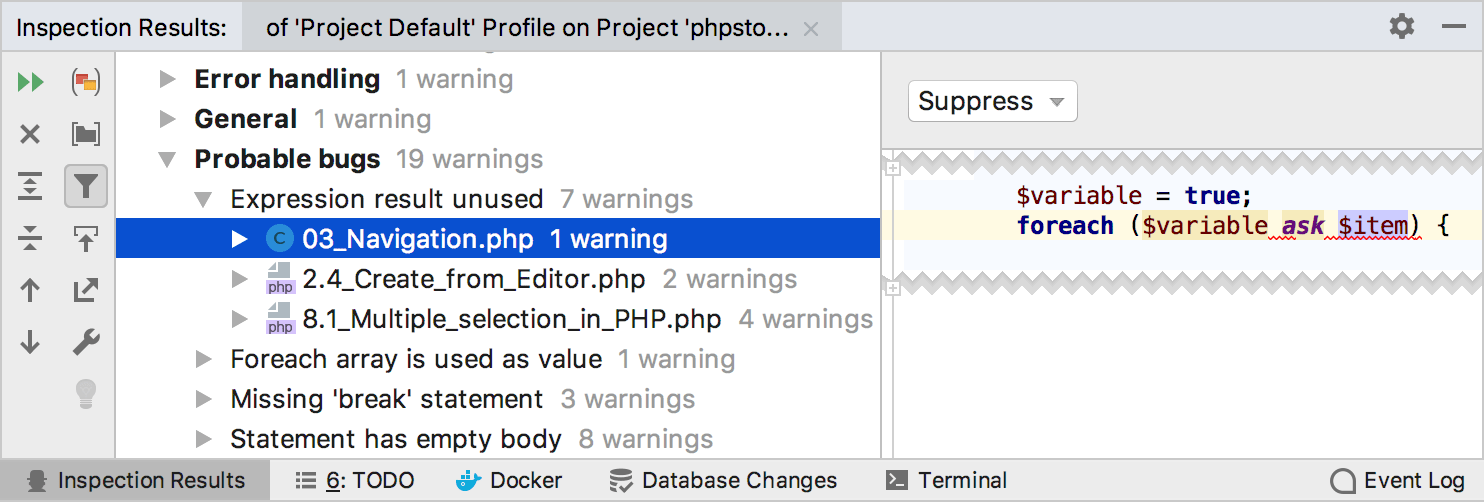 Inspection Results: of 'Project Default' Profile on Project 'phpsto...
Error handling 1 warning
General 1 warning
Probable bugs 19 warnings
Expression result unused 7 warnings
C 03_Navigation.php 1 warning
php 2.4_Create_from_Editor.php 2 warnings
php 8.1_Multiple_selection_in_PHP.php 4 warnings
Foreach array is used as value 1 warning
Missing 'break' statement 3 warnings
Statement has empty body 8 warnings
Suppress
$variable = true;
foreach ($variable ask $item) {
Inspection Results 6: TODO Docker Database Changes Terminal Event Log